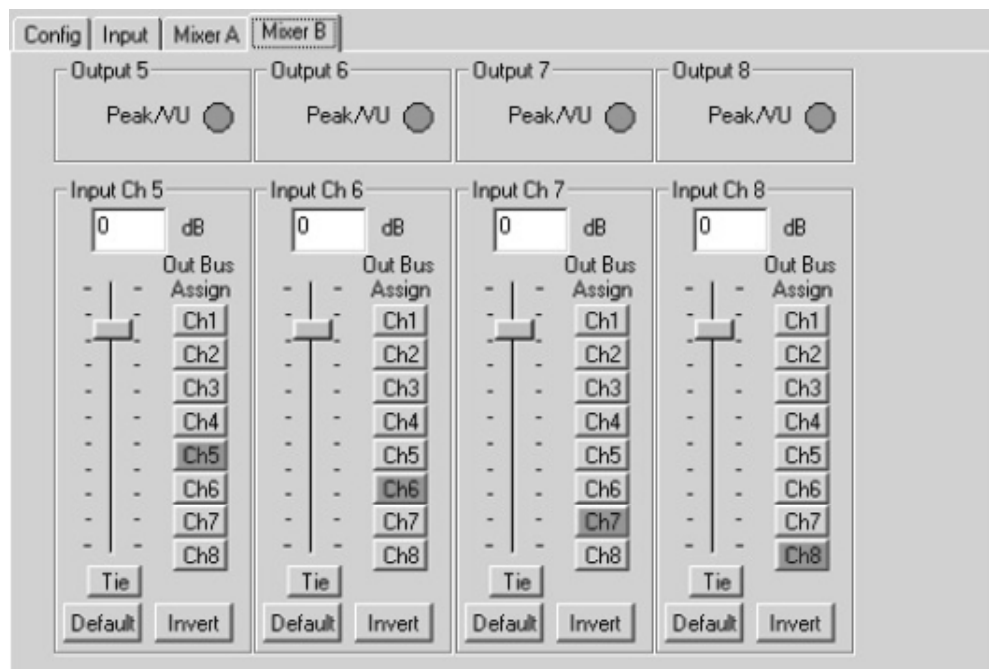 Config Input Mixer A Mixer B
Output 5 Output 6 Output 7 Output 8
Peak/VU Peak/VU Peak/VU Peak/VU
Input Ch 5 Input Ch 6 Input Ch 7 Input Ch 8
0 dB 0 dB 0 dB 0 dB
Out Bus Out Bus Out Bus Out Bus
Assign Assign Assign Assign
Ch1 Ch1 Ch1 Ch1
Ch2 Ch2 Ch2 Ch2
Ch3 Ch3 Ch3 Ch3
Ch4 Ch4 Ch4 Ch4
Ch5 Ch5 Ch5 Ch5
Ch6 Ch6 Ch6 Ch6
Ch7 Ch7 Ch7 Ch7
Ch8 Ch8 Ch8 Ch8
Tie Tie Tie Tie
Default Invert Default Invert Default Invert Default Invert